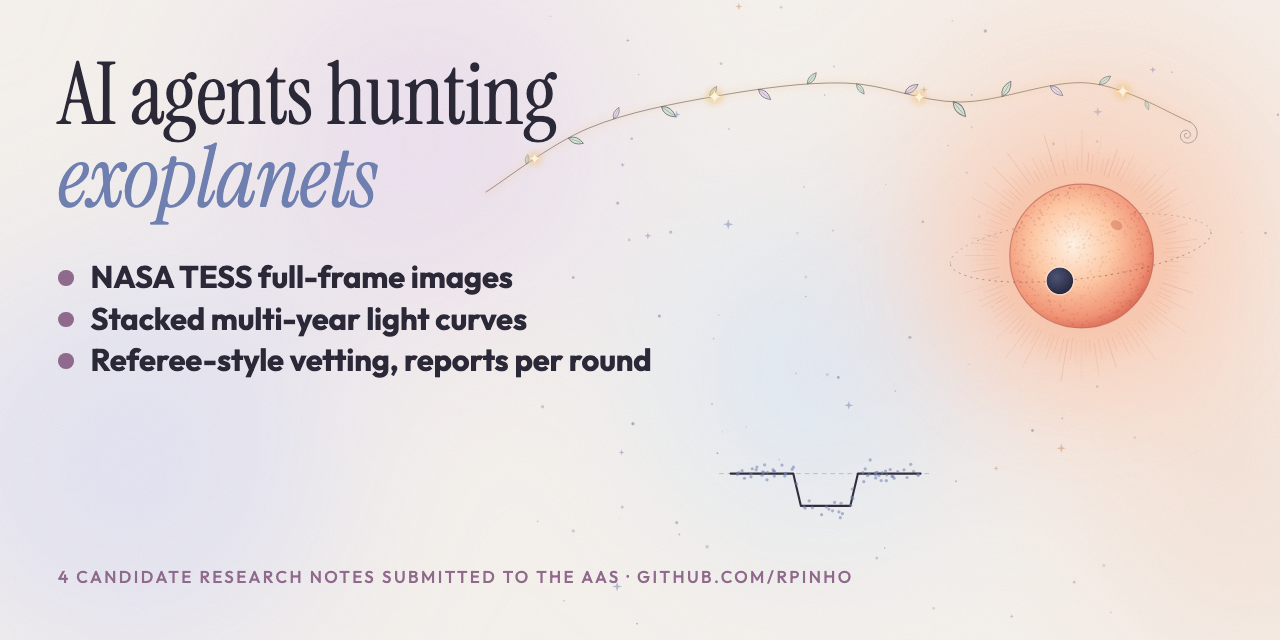 AI agents hunting
exoplanets
NASA TESS full-frame images
Stacked multi-year light curves
Referee-style vetting, reports per round
4 CANDIDATE RESEARCH NOTES SUBMITTED TO THE AAS · GITHUB.COM/RPINHO